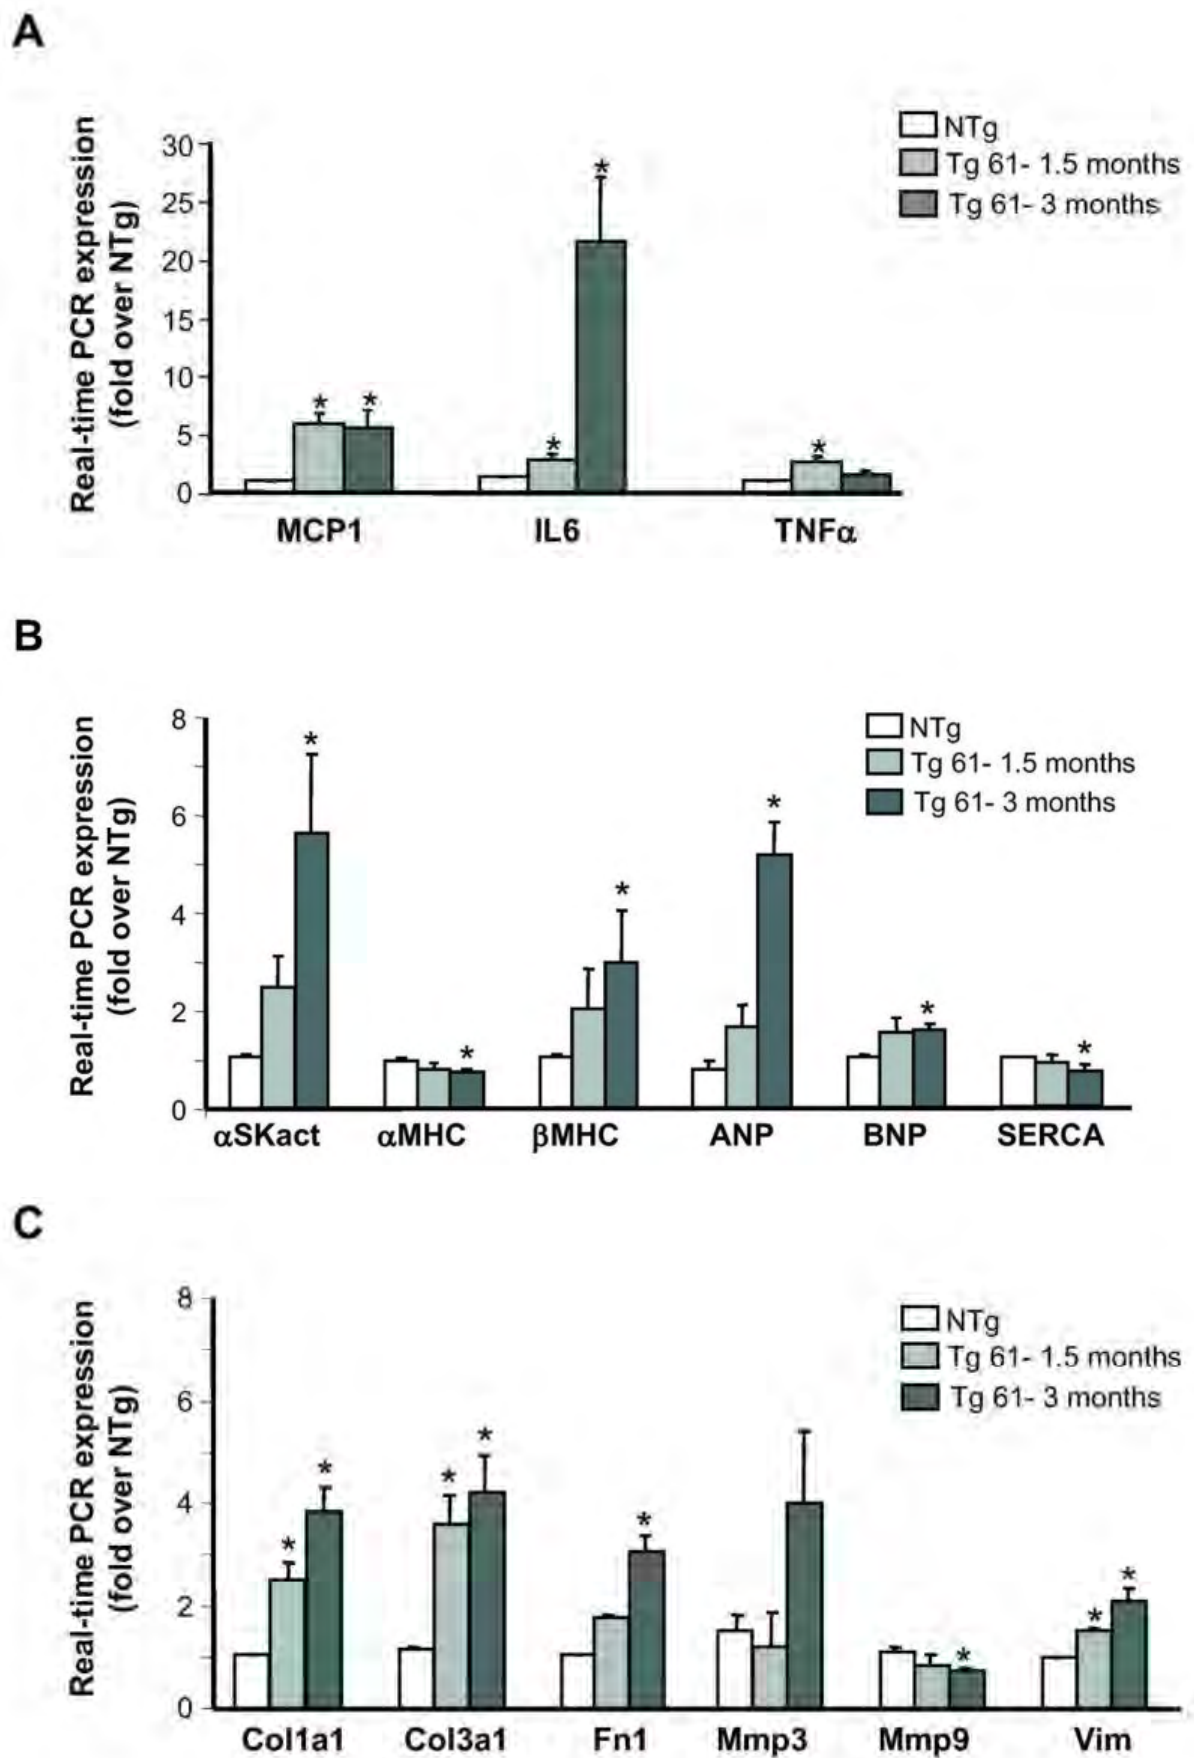 A
Real-time PCR expression
(fold over NTg)
30
25
20
15
10
5
0
NTg
Tg 61- 1.5 months
Tg 61- 3 months
* * * * *
MCP1 IL6 TNFα
B
Real-time PCR expression
(fold over NTg)
8
6
4
2
0
NTg
Tg 61- 1.5 months
Tg 61- 3 months
* * * * * *
αSKact αMHC βMHC ANP BNP SERCA
C
Real-time PCR expression
(fold over NTg)
8
6
4
2
0
NTg
Tg 61- 1.5 months
Tg 61- 3 months
* * * * * * * *
Col1a1 Col3a1 Fn1 Mmp3 Mmp9 Vim